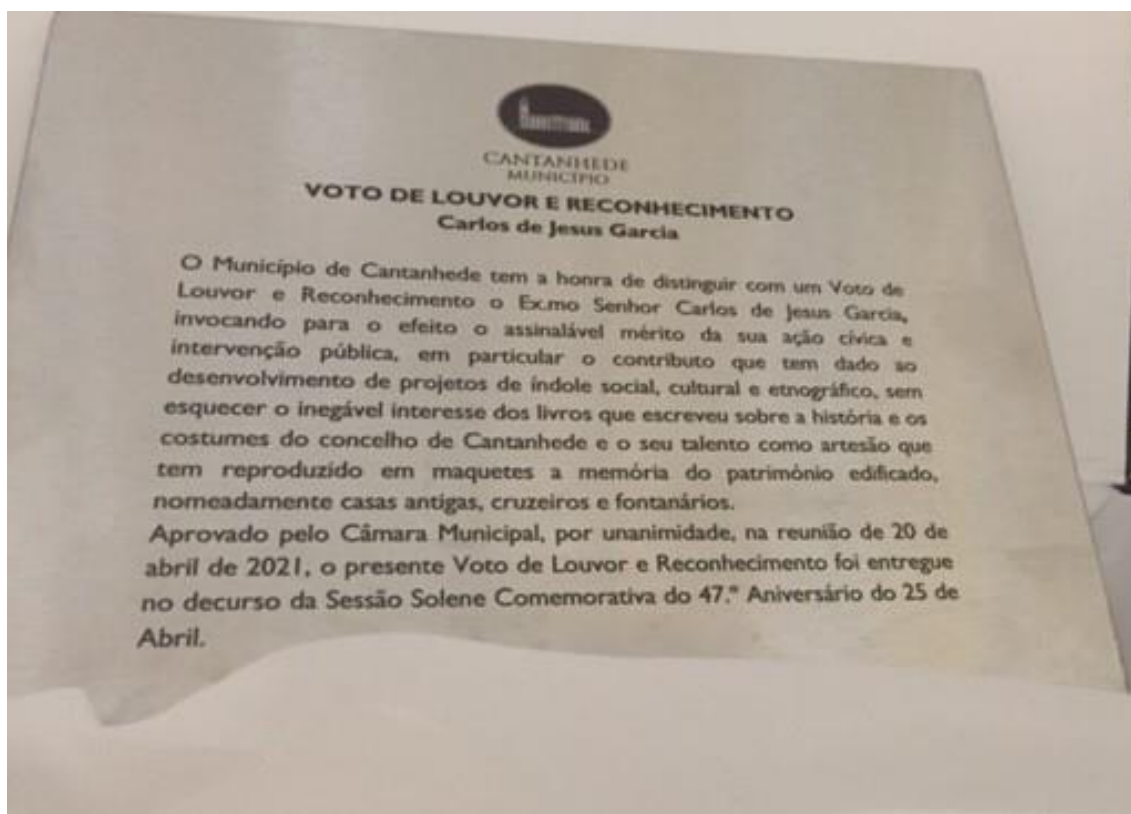 CANTANHEDE
MUNICÍPIO
VOTO DE LOUVOR E RECONHECIMENTO
Carlos de Jesus Garcia
O Município de Cantanhede tem a honra de distinguir com um Voto de
Louvor e Reconhecimento o Ex.mo Senhor Carlos de Jesus Garcia,
invocando para o efeito o assinalável mérito da sua ação cívica e
intervenção pública, em particular o contributo que tem dado ao
desenvolvimento de projetos de índole social, cultural e etnográfico, sem
esquecer o inegável interesse dos livros que escreveu sobre a história e os
costumes do concelho de Cantanhede e o seu talento como artesão que
tem reproduzido em maquetes a memória do património edificado,
nomeadamente casas antigas, cruzeiros e fontanários.
Aprovado pelo Câmara Municipal, por unanimidade, na reunião de 20 de
abril de 2021, o presente Voto de Louvor e Reconhecimento foi entregue
no decurso da Sessão Solene Comemorativa do 47.º Aniversário do 25 de
Abril.